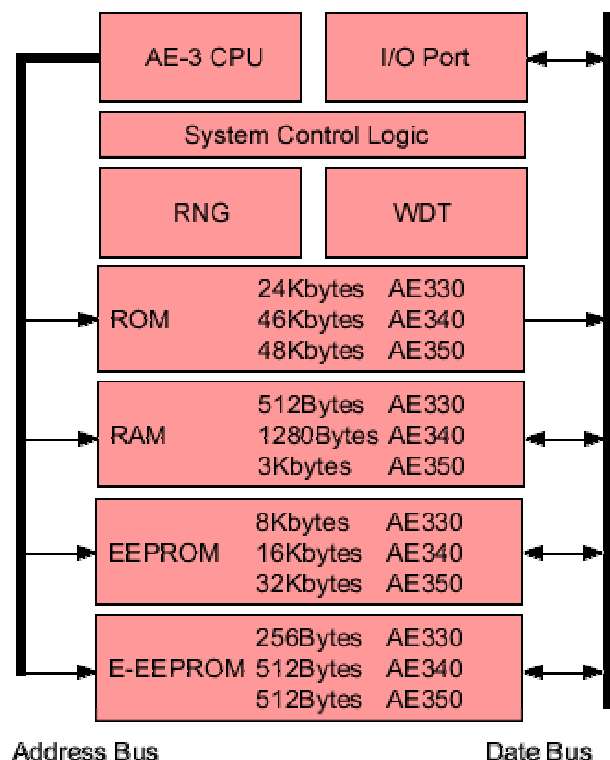 AE-3 CPU
I/O Port
System Control Logic
RNG
WDT
ROM
24Kbytes AE330
46Kbytes AE340
48Kbytes AE350
RAM
512Bytes AE330
1280Bytes AE340
3Kbytes AE350
EEPROM
8Kbytes AE330
16Kbytes AE340
32Kbytes AE350
E-EEPROM
256Bytes AE330
512Bytes AE340
512Bytes AE350
Address Bus
Date Bus